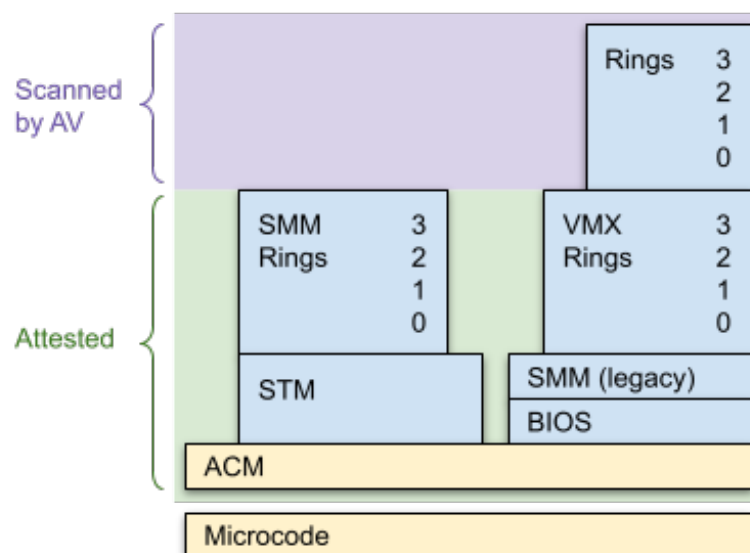 Scanned
by AV
Rings 3
2
1
0
Attested
SMM 3
Rings 2
1
0
VMX 3
Rings 2
1
0
STM
SMM (legacy)
BIOS
ACM
Microcode